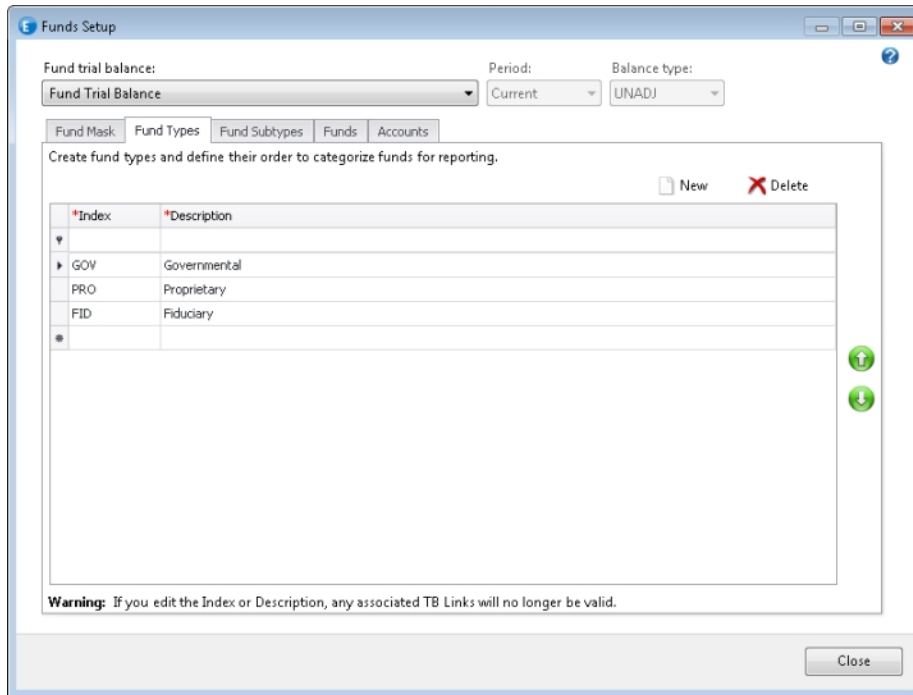 Funds Setup
Fund trial balance:
Period:
Balance type:
Fund Trial Balance
Current
UNADJ
Fund Mask
Fund Types
Fund Subtypes
Funds
Accounts
Create fund types and define their order to categorize funds for reporting.
New
Delete
*Index
*Description
GOV
Governmental
PRO
Proprietary
FID
Fiduciary
Warning: If you edit the Index or Description, any associated TB Links will no longer be valid.
Close